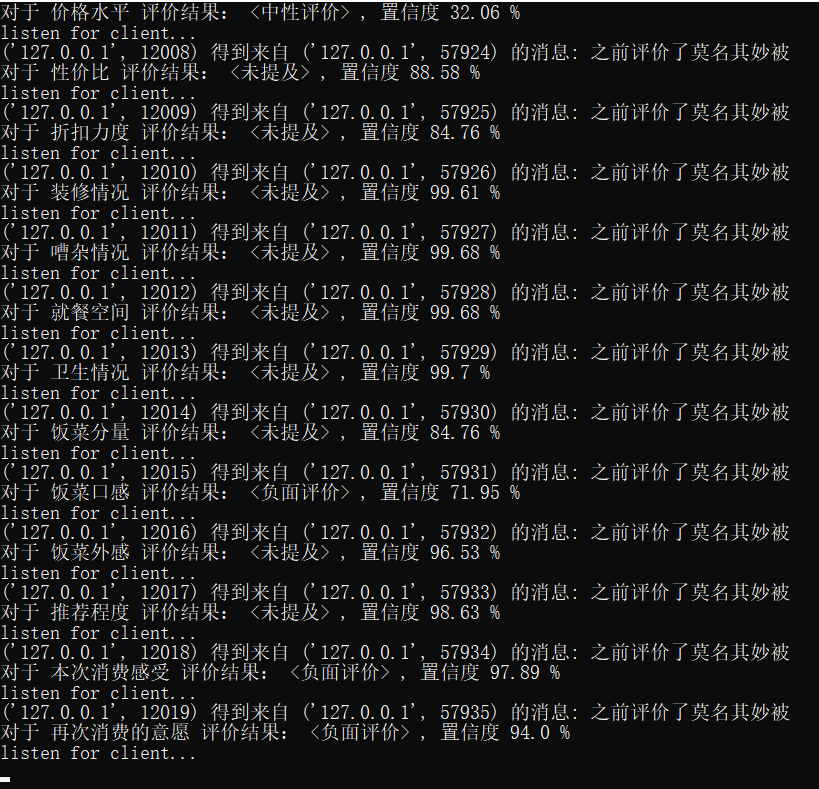 对于 价格水平 评价结果： <中性评价> , 置信度 32.06 %
listen for client...
('127.0.0.1', 12008) 得到来自 ('127.0.0.1', 57924) 的消息: 之前评价了莫名其妙被
对于 性价比 评价结果： <未提及> , 置信度 88.58 %
listen for client...
('127.0.0.1', 12009) 得到来自 ('127.0.0.1', 57925) 的消息: 之前评价了莫名其妙被
对于 折扣力度 评价结果： <未提及> , 置信度 84.76 %
listen for client...
('127.0.0.1', 12010) 得到来自 ('127.0.0.1', 57926) 的消息: 之前评价了莫名其妙被
对于 装修情况 评价结果： <未提及> , 置信度 99.61 %
listen for client...
('127.0.0.1', 12011) 得到来自 ('127.0.0.1', 57927) 的消息: 之前评价了莫名其妙被
对于 嘈杂情况 评价结果： <未提及> , 置信度 99.68 %
listen for client...
('127.0.0.1', 12012) 得到来自 ('127.0.0.1', 57928) 的消息: 之前评价了莫名其妙被
对于 就餐空间 评价结果： <未提及> , 置信度 99.68 %
listen for client...
('127.0.0.1', 12013) 得到来自 ('127.0.0.1', 57929) 的消息: 之前评价了莫名其妙被
对于 卫生情况 评价结果： <未提及> , 置信度 99.7 %
listen for client...
('127.0.0.1', 12014) 得到来自 ('127.0.0.1', 57930) 的消息: 之前评价了莫名其妙被
对于 饭菜分量 评价结果： <未提及> , 置信度 84.76 %
listen for client...
('127.0.0.1', 12015) 得到来自 ('127.0.0.1', 57931) 的消息: 之前评价了莫名其妙被
对于 饭菜口感 评价结果： <负面评价> , 置信度 71.95 %
listen for client...
('127.0.0.1', 12016) 得到来自 ('127.0.0.1', 57932) 的消息: 之前评价了莫名其妙被
对于 饭菜外感 评价结果： <未提及> , 置信度 96.53 %
listen for client...
('127.0.0.1', 12017) 得到来自 ('127.0.0.1', 57933) 的消息: 之前评价了莫名其妙被
对于 推荐程度 评价结果： <未提及> , 置信度 98.63 %
listen for client...
('127.0.0.1', 12018) 得到来自 ('127.0.0.1', 57934) 的消息: 之前评价了莫名其妙被
对于 本次消费感受 评价结果： <负面评价> , 置信度 97.89 %
listen for client...
('127.0.0.1', 12019) 得到来自 ('127.0.0.1', 57935) 的消息: 之前评价了莫名其妙被
对于 再次消费的意愿 评价结果： <负面评价> , 置信度 94.0 %
listen for client...